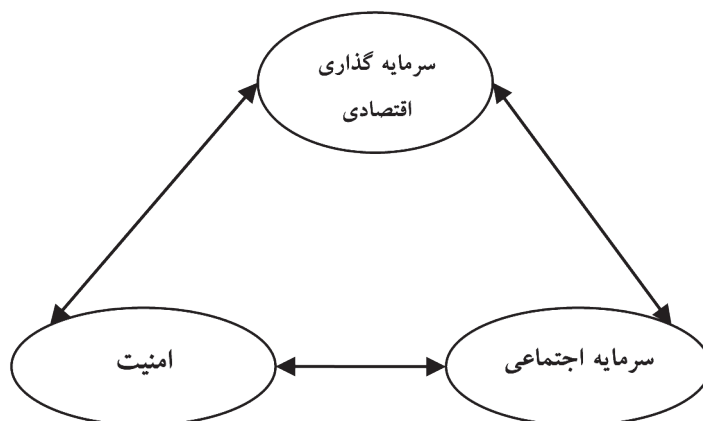 سرمایه گذاری
اقتصادی
سرمایه اجتماعی
امنیت